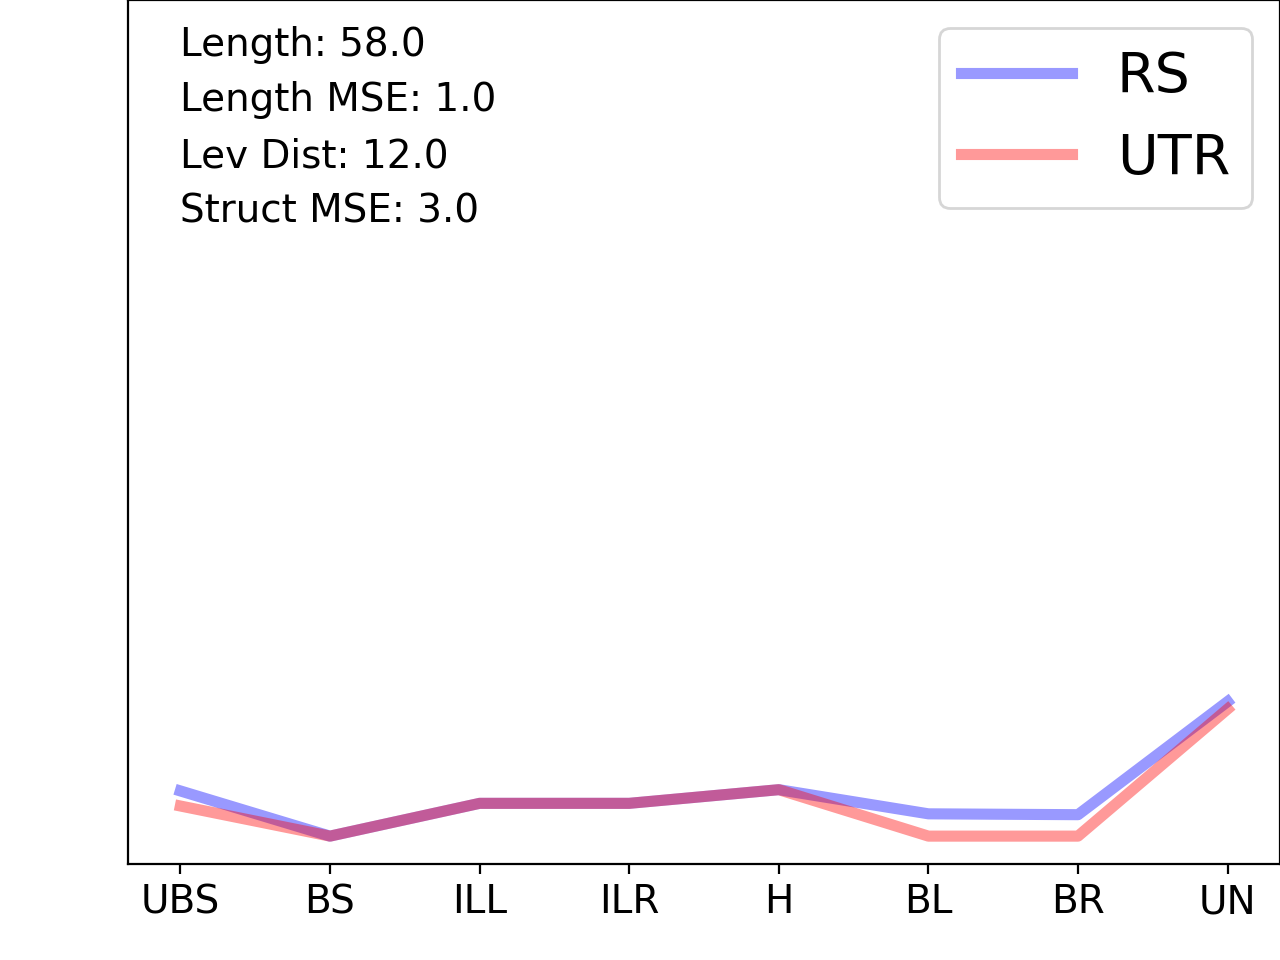 Length: 58.0
Length MSE: 1.0
Lev Dist: 12.0
Struct MSE: 3.0
RS
UTR
UBS BS ILL ILR H BL BR UN